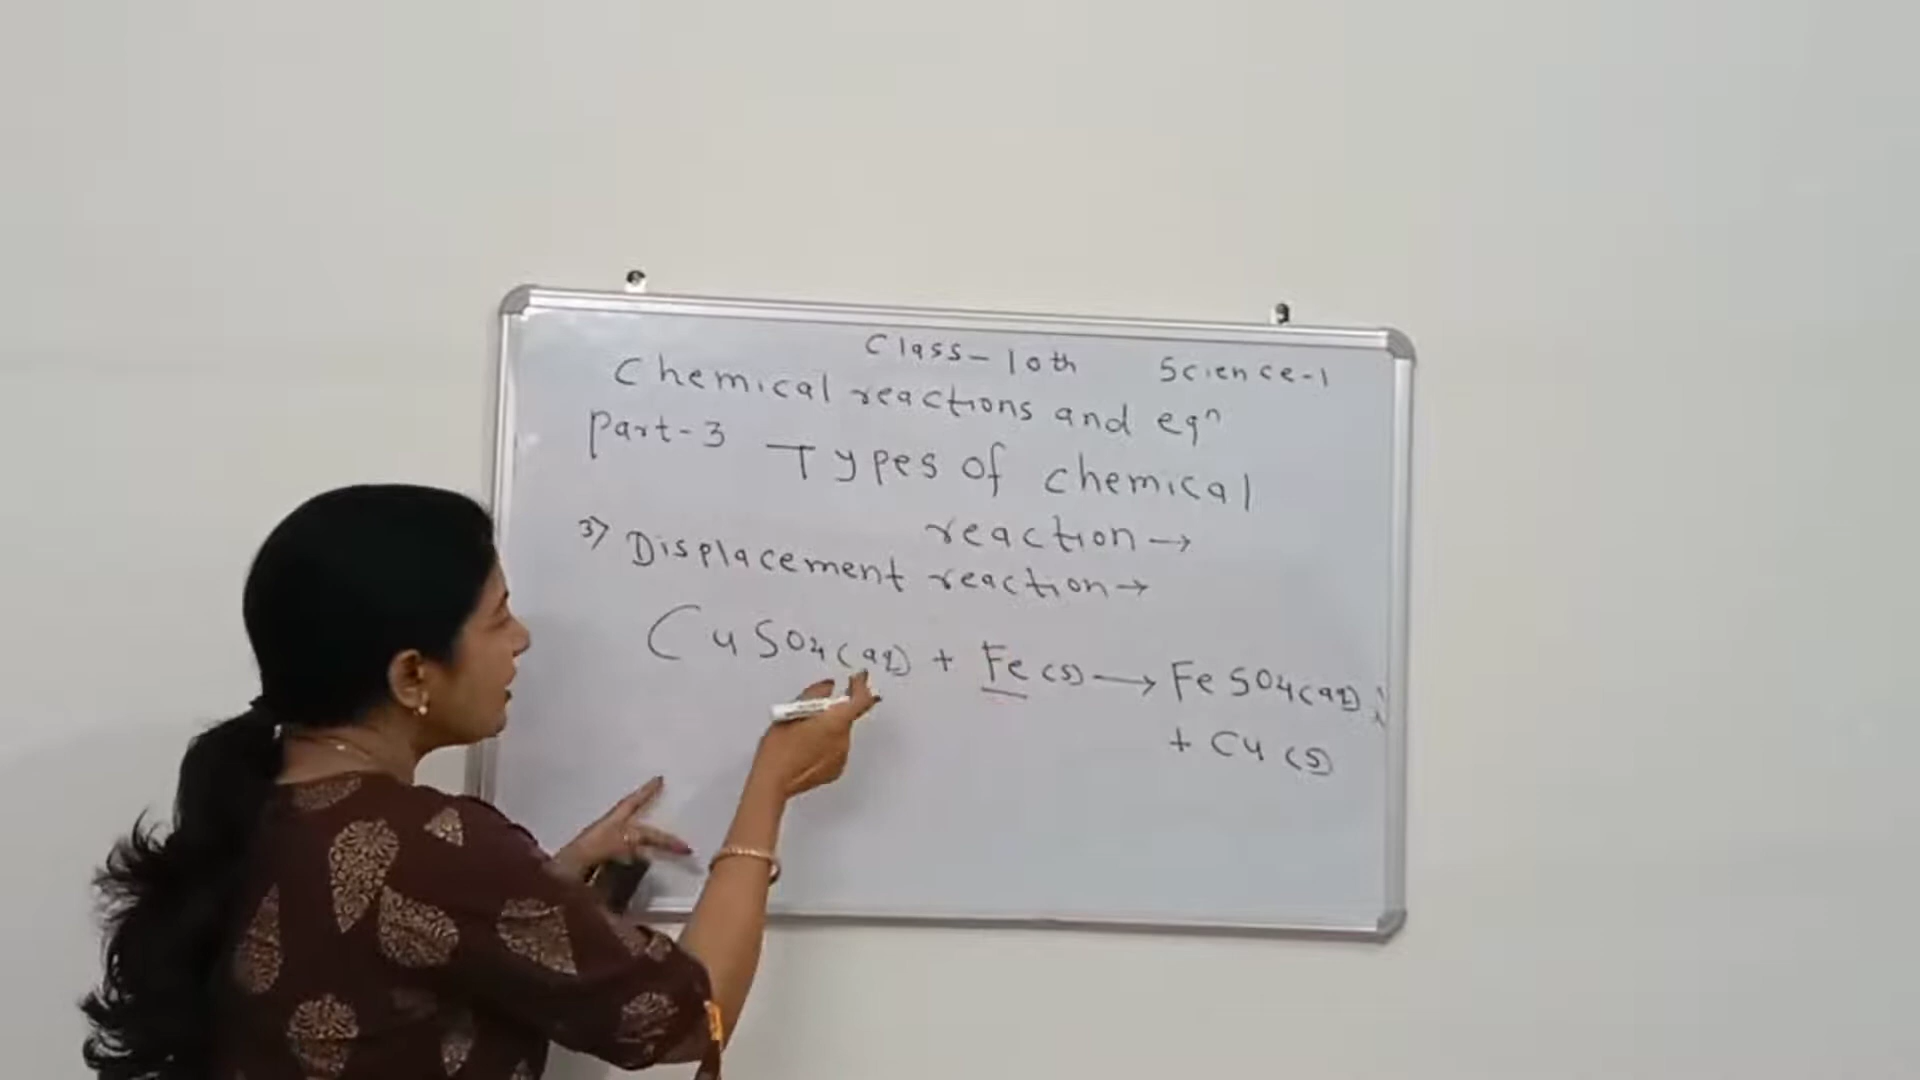 Class-10th Science-1
Chemical reactions and eqⁿ
Part-3 Types of chemical
reaction→
3) Displacement reaction→
CuSO4(aq) + Fe(s)⟶FeSO4(aq)
+ Cu(s)